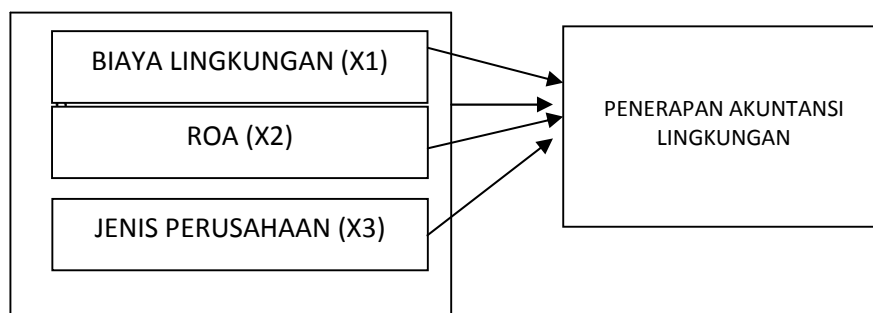 BIAYA LINGKUNGAN (X1)
ROA (X2)
JENIS PERUSAHAAN (X3)
PENERAPAN AKUNTANSI
LINGKUNGAN